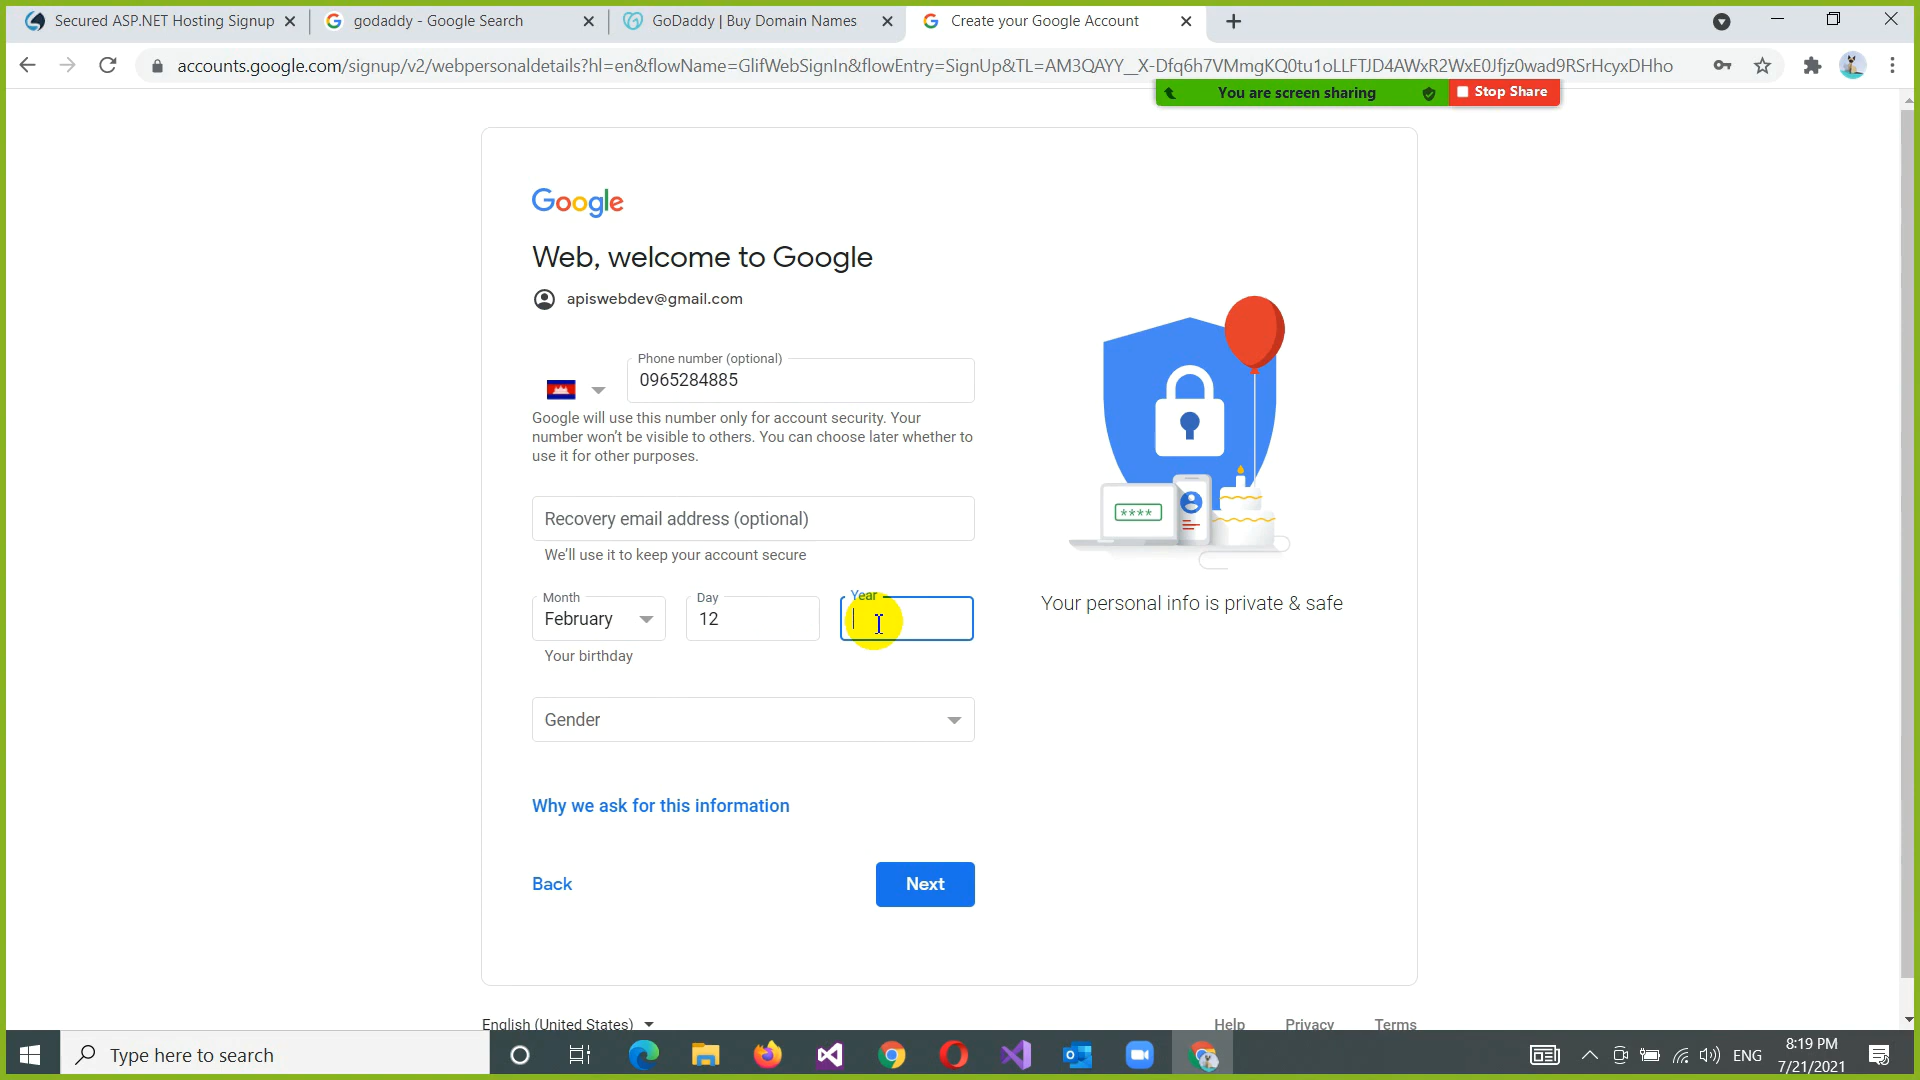 Secured ASP.NET Hosting Signup
godaddy - Google Search
GoDaddy | Buy Domain Names
Create your Google Account
accounts.google.com/signup/v2/webpersonaldetails?hl=en&flowName=GlifWebSignIn&flowEntry=SignUp&TL=AM3QAYY__X-Dfq6h7VMmgKQ0tu1oLLFTJD4AWxR2WxE0Jfjz0wad9RSrHcyxDHho
You are screen sharing
Stop Share
Google
Web, welcome to Google
apiswebdev@gmail.com
Phone number (optional)
0965284885
Google will use this number only for account security. Your
number won't be visible to others. You can choose later whether to
use it for other purposes.
Recovery email address (optional)
We'll use it to keep your account secure
Month
February
Day
12
Year
Your birthday
Gender
Why we ask for this information
Back
Next
****
Your personal info is private & safe
English (United States)
Help
Privacy
Terms
Type here to search
ENG
8:19 PM
7/21/2021